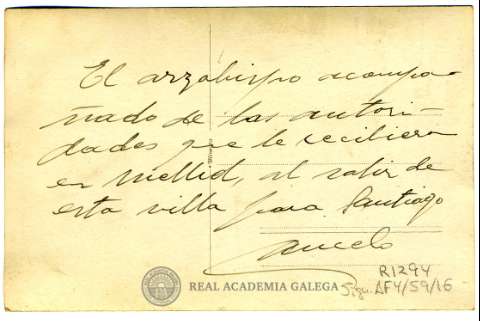 El arzobispo acompa-
ñado de las autori-
dades que le recibieron
en Mellid, al salir de
esta villa para Santiago
REAL ACADEMIA GALEGA
R1294
Sign. AF4/59/16